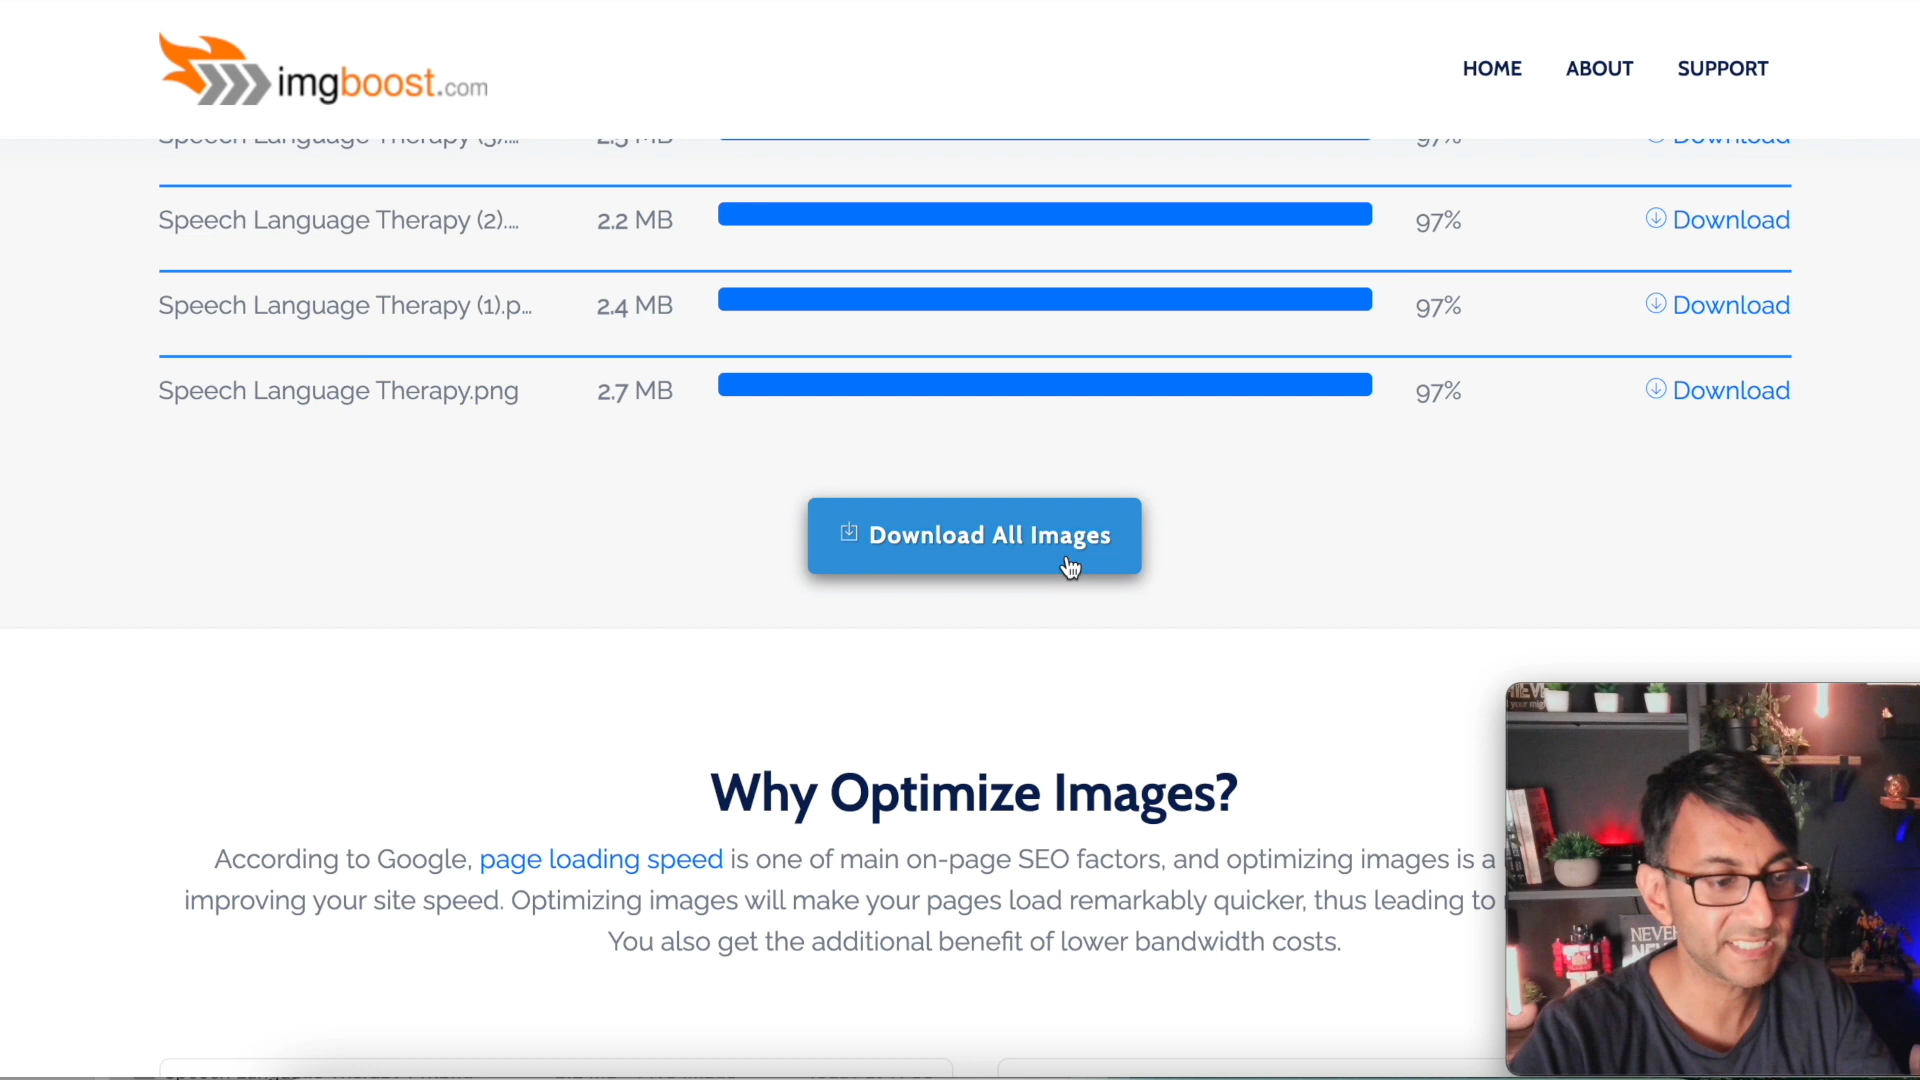 imgboost.com
HOME ABOUT SUPPORT
Speech Language Therapy (3).... 2.3 MB 97% Download
Speech Language Therapy (2).... 2.2 MB 97% Download
Speech Language Therapy (1).p... 2.4 MB 97% Download
Speech Language Therapy.png 2.7 MB 97% Download
Download All Images
Why Optimize Images?
According to Google, page loading speed is one of main on-page SEO factors, and optimizing images is a
improving your site speed. Optimizing images will make your pages load remarkably quicker, thus leading to
You also get the additional benefit of lower bandwidth costs.
NEVER